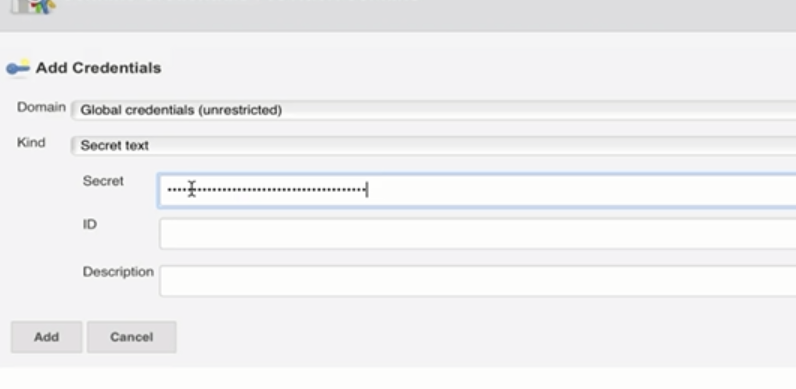 Add Credentials
Domain Global credentials (unrestricted)
Kind Secret text
Secret ••••••••••••••••••••••••••••••••••••••••
ID
Description
Add Cancel